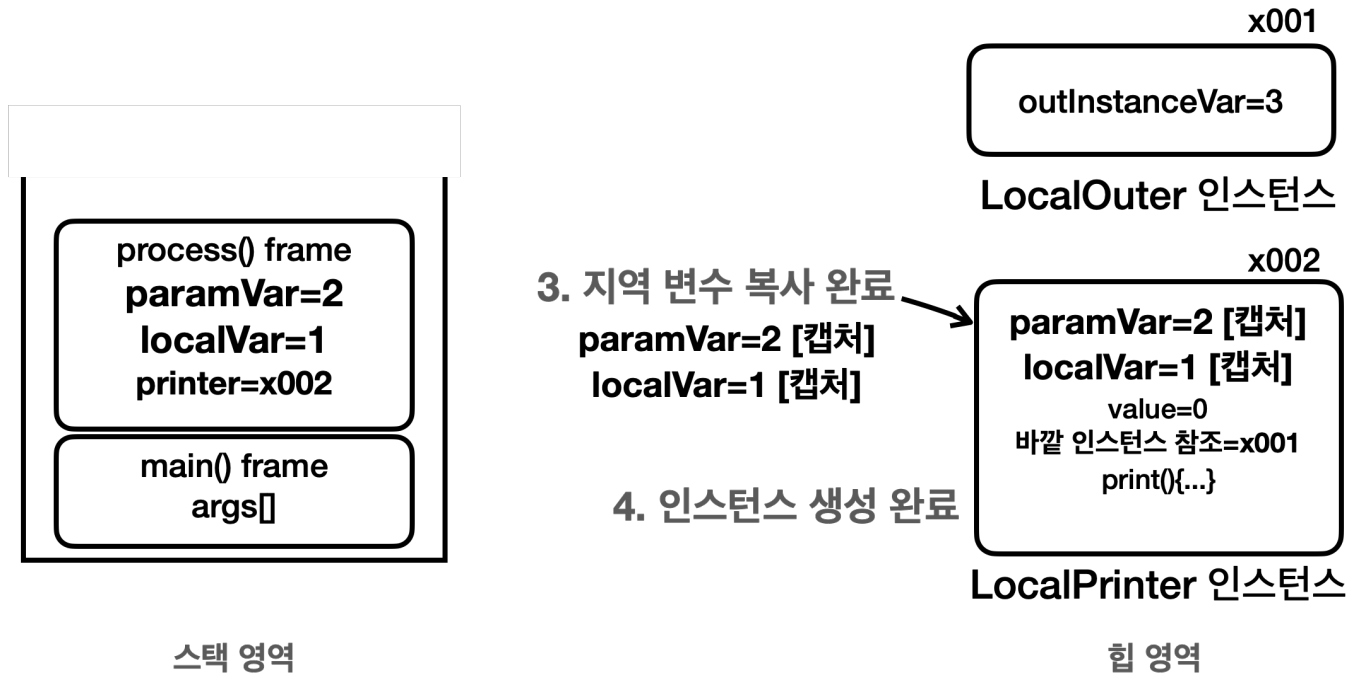 x001
outInstanceVar=3
LocalOuter 인스턴스
process() frame
paramVar=2
localVar=1
printer=x002
main() frame
args[]
스택 영역
3. 지역 변수 복사 완료
paramVar=2 [캡처]
localVar=1 [캡처]
4. 인스턴스 생성 완료
x002
paramVar=2 [캡처]
localVar=1 [캡처]
value=0
바깥 인스턴스 참조=x001
print(){...}
LocalPrinter 인스턴스
힙 영역